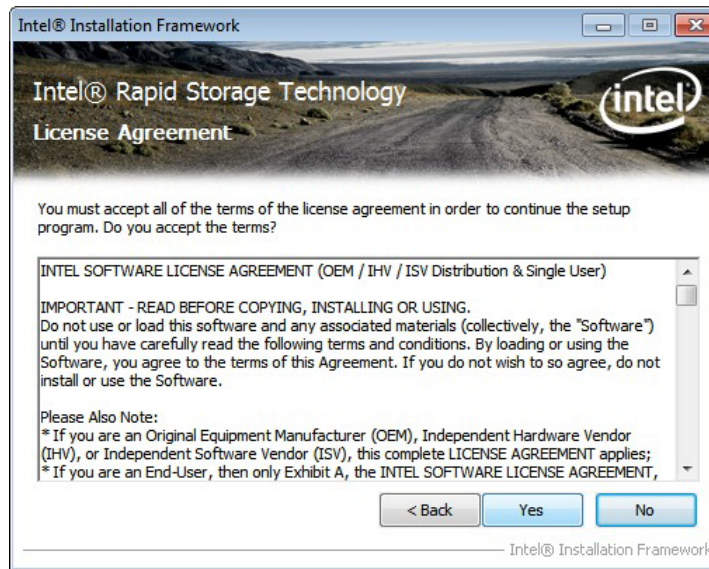 Intel® Installation Framework
Intel® Rapid Storage Technology
License Agreement
intel
You must accept all of the terms of the license agreement in order to continue the setup
program. Do you accept the terms?
INTEL SOFTWARE LICENSE AGREEMENT (OEM / IHV / ISV Distribution & Single User)
IMPORTANT - READ BEFORE COPYING, INSTALLING OR USING.
Do not use or load this software and any associated materials (collectively, the "Software")
until you have carefully read the following terms and conditions. By loading or using the
Software, you agree to the terms of this Agreement. If you do not wish to so agree, do not
install or use the Software.
Please Also Note:
* If you are an Original Equipment Manufacturer (OEM), Independent Hardware Vendor
(IHV), or Independent Software Vendor (ISV), this complete LICENSE AGREEMENT applies;
* If you are an End-User, then only Exhibit A, the INTEL SOFTWARE LICENSE AGREEMENT,
< Back
Yes
No
Intel® Installation Framework